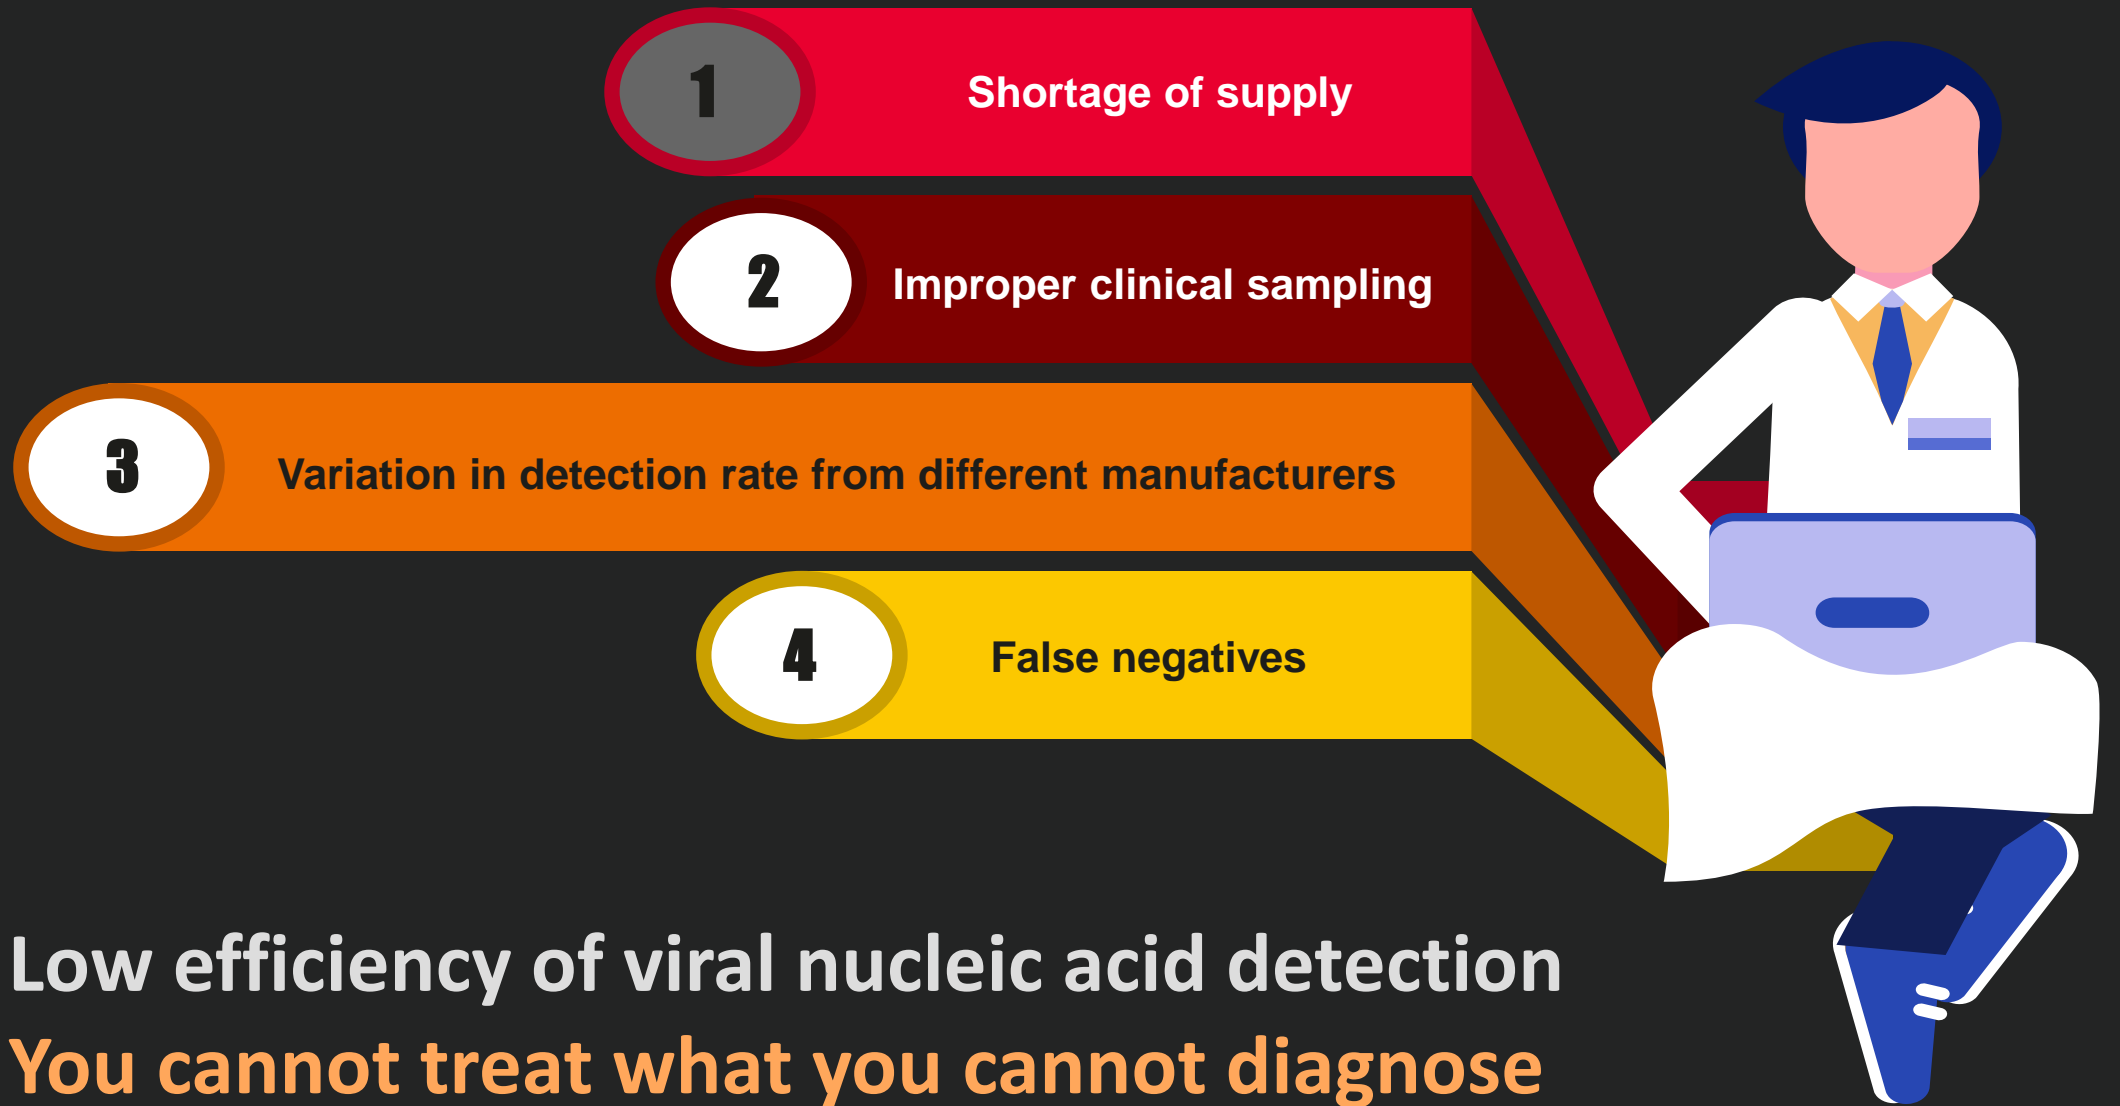 1
Shortage of supply
2
Improper clinical sampling
3
Variation in detection rate from different manufacturers
4
False negatives
Low efficiency of viral nucleic acid detection
You cannot treat what you cannot diagnose